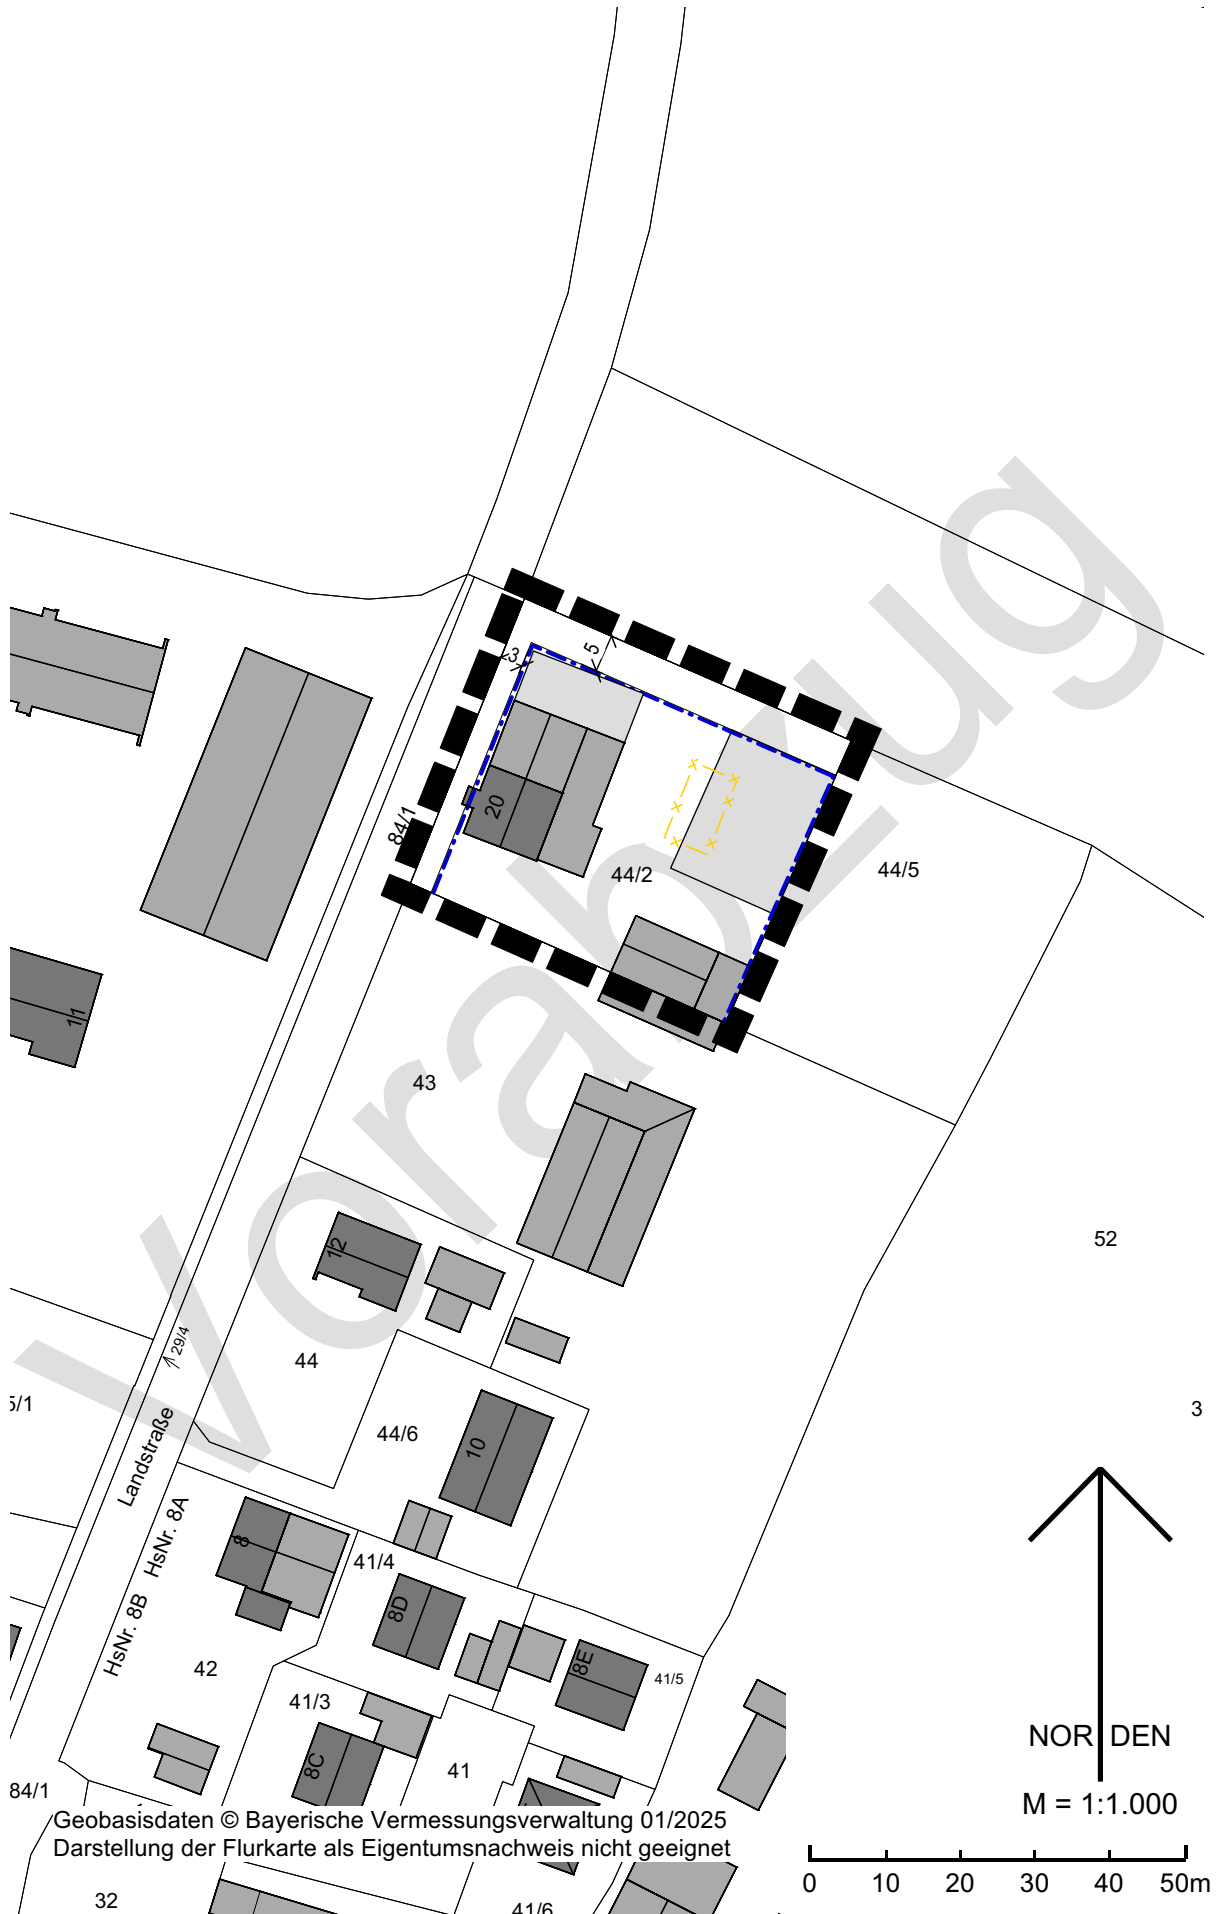 3
5
20
84/1
44/2
44/5
11
43
52
12
29/4
44
5/1
3
44/6
10
Landstraße
HsNr. 8A
8
41/4
HsNr. 8B
8D
8E
42
41/5
41/3
8C
41
84/1
NORDEN
M = 1:1.000
Geobasisdaten © Bayerische Vermessungsverwaltung 01/2025
Darstellung der Flurkarte als Eigentumsnachweis nicht geeignet
0 10 20 30 40 50m
32
41/6
Vorabzug